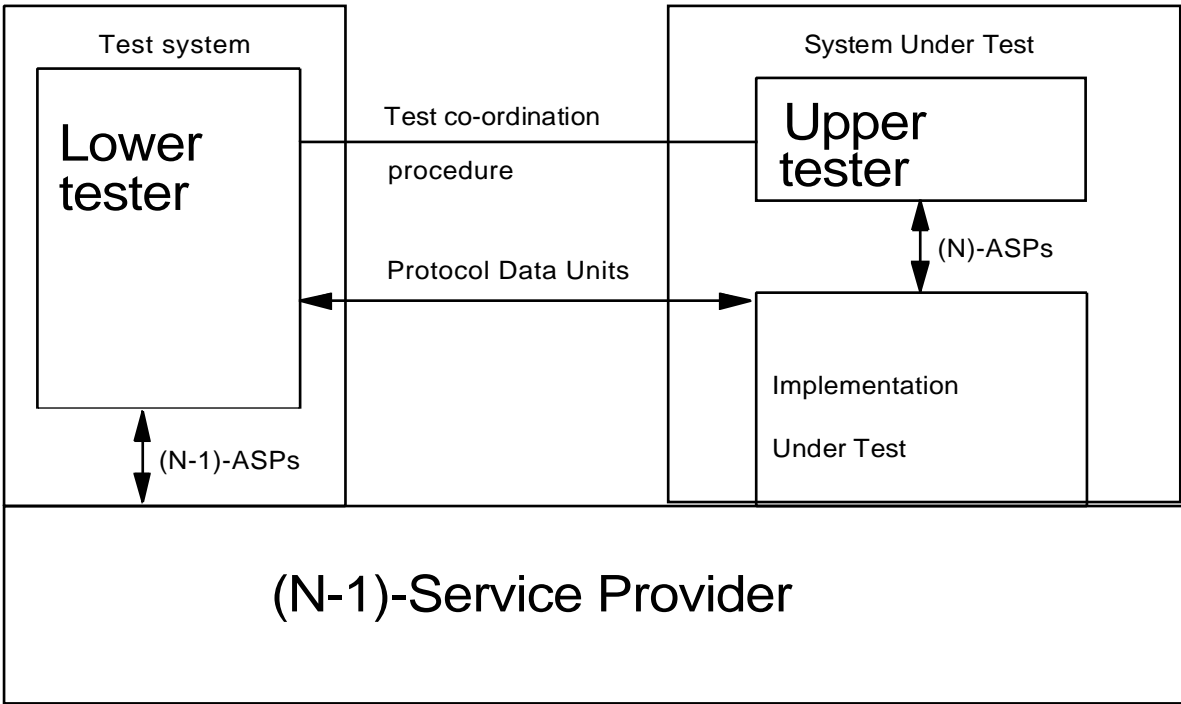 Test system
System Under Test
Lower
tester
Test co-ordination
procedure
Upper
tester
(N)-ASPs
Protocol Data Units
Implementation
Under Test
(N-1)-ASPs
(N-1)-Service Provider